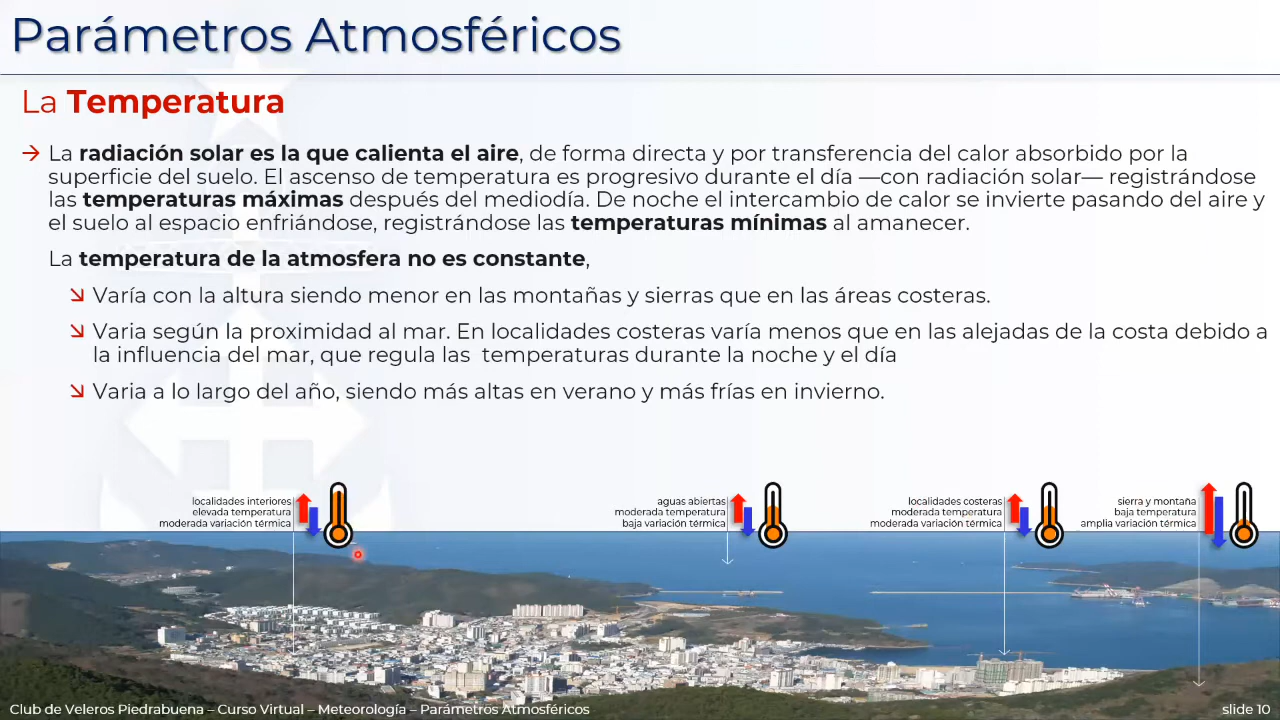 Parámetros Atmosféricos
La Temperatura
→ La radiación solar es la que calienta el aire, de forma directa y por transferencia del calor absorbido por la
superficie del suelo. El ascenso de temperatura es progresivo durante el día —con radiación solar— registrándose
las temperaturas máximas después del mediodía. De noche el intercambio de calor se invierte pasando del aire y
el suelo al espacio enfriándose, registrándose las temperaturas mínimas al amanecer.
La temperatura de la atmosfera no es constante,
↘ Varía con la altura siendo menor en las montañas y sierras que en las áreas costeras.
↘ Varia según la proximidad al mar. En localidades costeras varía menos que en las alejadas de la costa debido a
la influencia del mar, que regula las  temperaturas durante la noche y el día
↘ Varia a lo largo del año, siendo más altas en verano y más frías en invierno.
localidades interiores
elevada temperatura
moderada variación térmica
aguas abiertas
moderada temperatura
baja variación térmica
localidades costeras
moderada temperatura
moderada variación térmica
sierra y montaña
baja temperatura
amplia variación térmica
Club de Veleros Piedrabuena – Curso Virtual – Meteorología – Parámetros Atmosféricos
slide 10